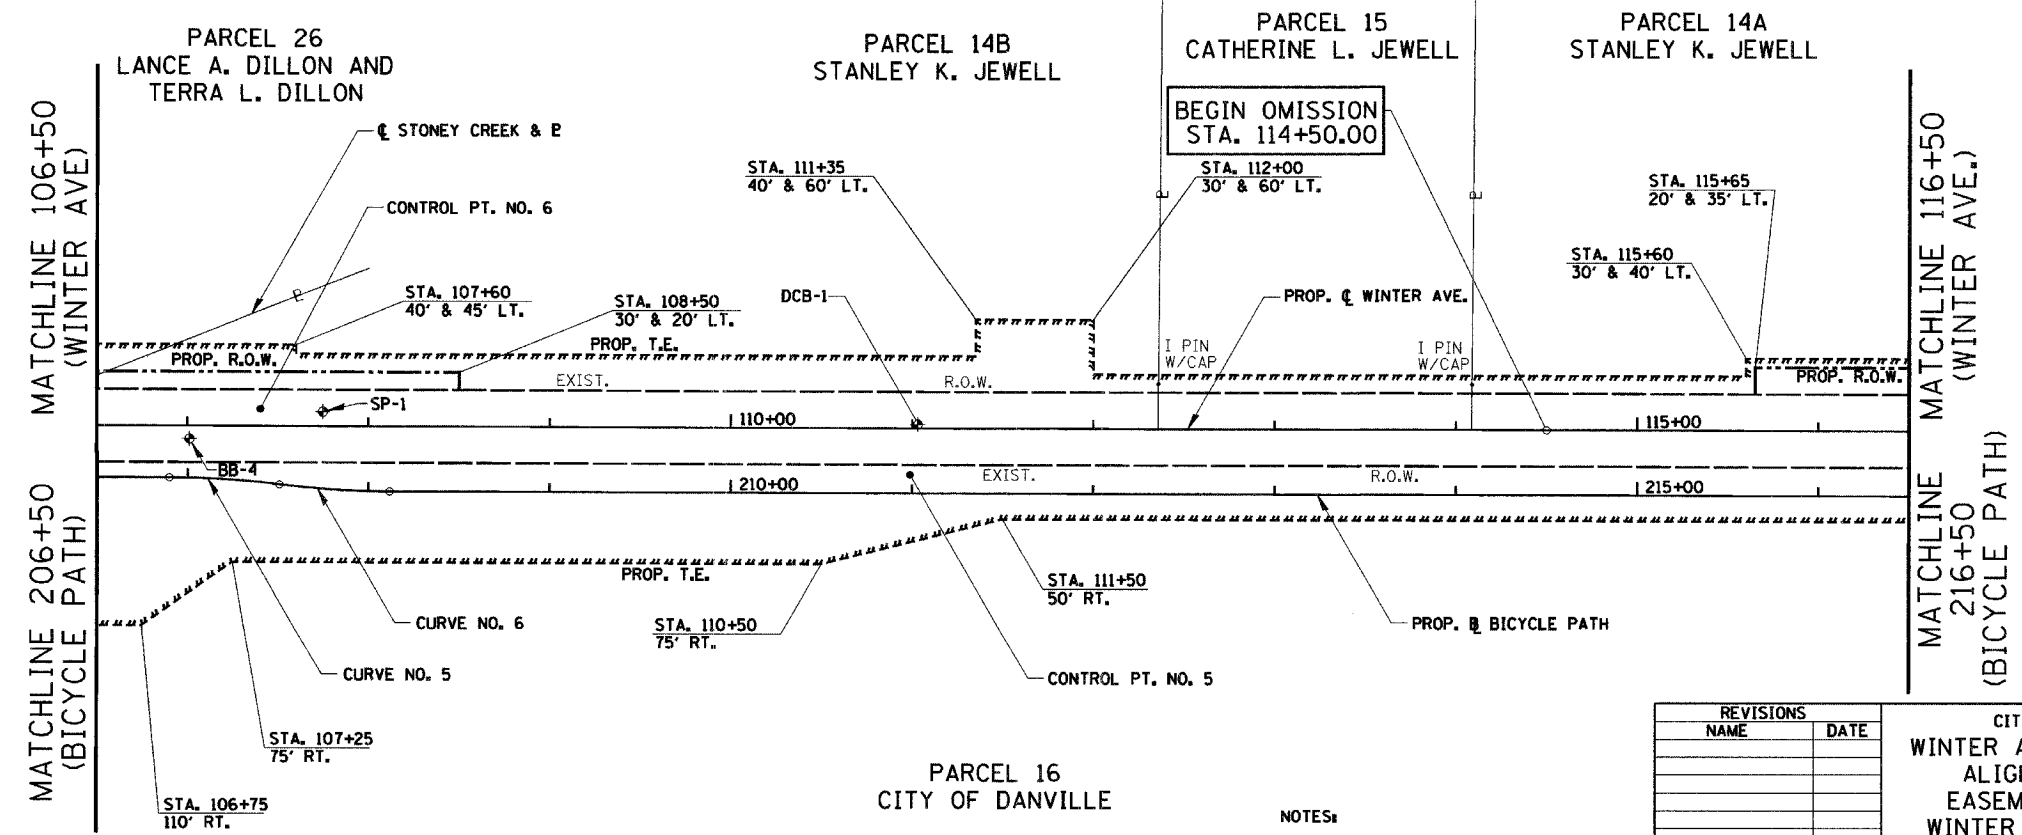 PARCEL 26
LANCE A. DILLON AND
TERRA L. DILLON
PARCEL 14B
STANLEY K. JEWELL
PARCEL 15
CATHERINE L. JEWELL
PARCEL 14A
STANLEY K. JEWELL
MATCHLINE 106+50
(WINTER AVE)
MATCHLINE 206+50
(BICYCLE PATH)
℄ STONEY CREEK & ⅊
CONTROL PT. NO. 6
BEGIN OMISSION
STA. 114+50.00
STA. 111+35
40' & 60' LT.
STA. 112+00
30' & 60' LT.
STA. 115+65
20' & 35' LT.
STA. 115+60
30' & 40' LT.
MATCHLINE 116+50
(WINTER AVE.)
⅊
⅊
⅊
STA. 107+60
40' & 45' LT.
STA. 108+50
30' & 20' LT.
DCB-1
PROP. ℄ WINTER AVE.
PROP. R.O.W.
PROP. T.E.
I PIN
W/CAP
I PIN
W/CAP
PROP. R.O.W.
EXIST.
R.O.W.
SP-1
110+00
115+00
BB-4
EXIST.
R.O.W.
210+00
215+00
PROP. T.E.
STA. 111+50
50' RT.
CURVE NO. 6
STA. 110+50
75' RT.
PROP. BL BICYCLE PATH
CURVE NO. 5
CONTROL PT. NO. 5
MATCHLINE
216+50
(BICYCLE PATH)
STA. 107+25
75' RT.
STA. 106+75
110' RT.
PARCEL 16
CITY OF DANVILLE
NOTES:
REVISIONS
NAME
DATE
CIT
WINTER A
ALIG
EASEM
WINTER